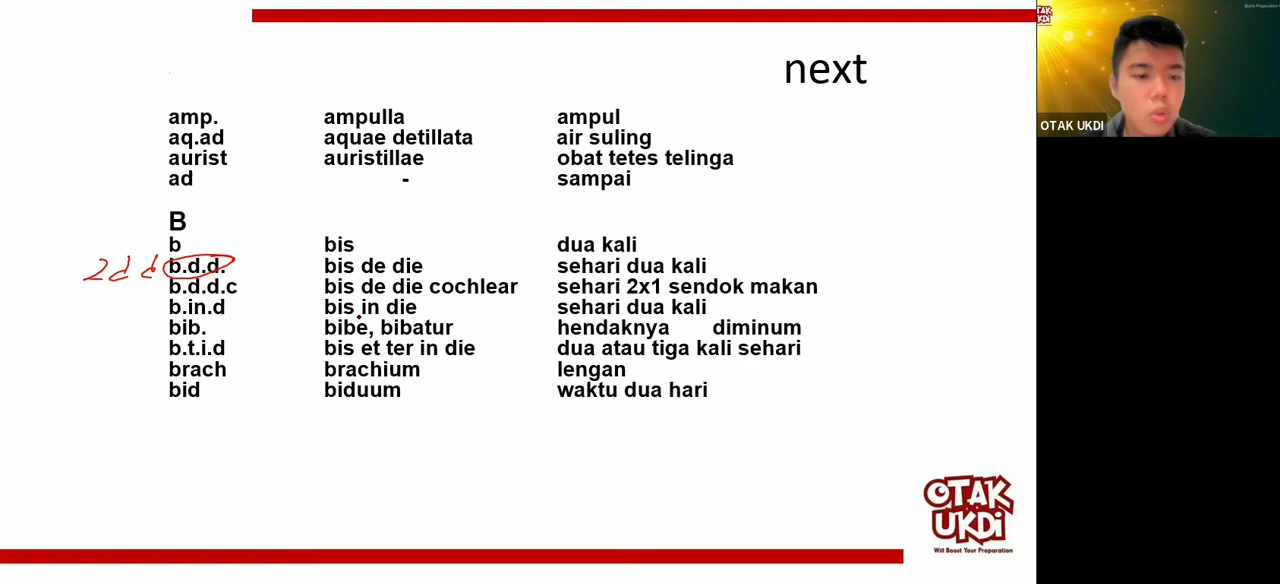 next
amp. ampulla ampul
aq.ad aquae detillata air suling
aurist auristillae obat tetes telinga
ad - sampai
B
b bis dua kali
2dd b.d.d. bis de die sehari dua kali
b.d.d.c bis de die cochlear sehari 2x1 sendok makan
b.in.d bis in die sehari dua kali
bib. bibe, bibatur hendaknya diminum
b.t.i.d bis et ter in die dua atau tiga kali sehari
brach brachium lengan
bid biduum waktu dua hari
OTAK
UKDI
Will Boost Your Preparation
OTAK
UKDI
OTAK UKDI